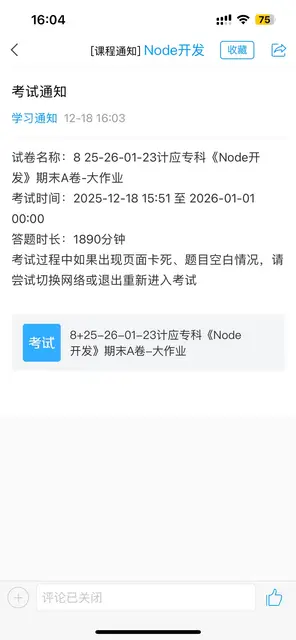 16:04
75
[课程通知] Node开发
收藏
考试通知
学习通知 12-18 16:03
试卷名称：8 25-26-01-23计应专科《Node开
发》期末A卷-大作业
考试时间：2025-12-18 15:51 至 2026-01-01
00:00
答题时长：1890分钟
考试过程中如果出现页面卡死、题目空白情况，请
尝试切换网络或退出重新进入考试
考试
8+25-26-01-23计应专科《Node
开发》期末A卷-大作业
评论已关闭